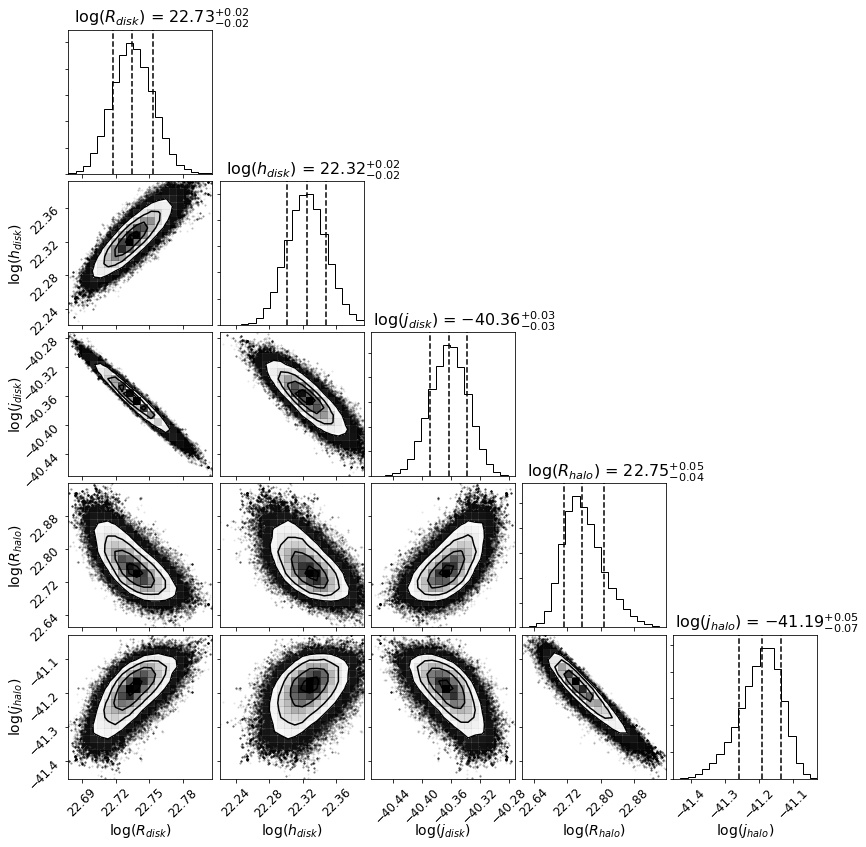 log(R_disk) = 22.73^{+0.02}_{-0.02}
log(h_disk) = 22.32^{+0.02}_{-0.02}
log(h_disk)
22.36
22.32
22.28
22.24
log(j_disk) = −40.36^{+0.03}_{-0.03}
log(j_disk)
−40.28
−40.32
−40.36
−40.40
−40.44
log(R_halo) = 22.75^{+0.05}_{-0.04}
log(R_halo)
22.88
22.80
22.72
22.64
log(j_halo) = −41.19^{+0.05}_{-0.07}
log(j_halo)
−41.1
−41.2
−41.3
−41.4
22.69 22.72 22.75 22.78
22.24 22.28 22.32 22.36
−40.44 −40.40 −40.36 −40.32 −40.28
22.64 22.72 22.80 22.88
−41.4 −41.3 −41.2 −41.1
log(R_disk) log(h_disk) log(j_disk) log(R_halo) log(j_halo)